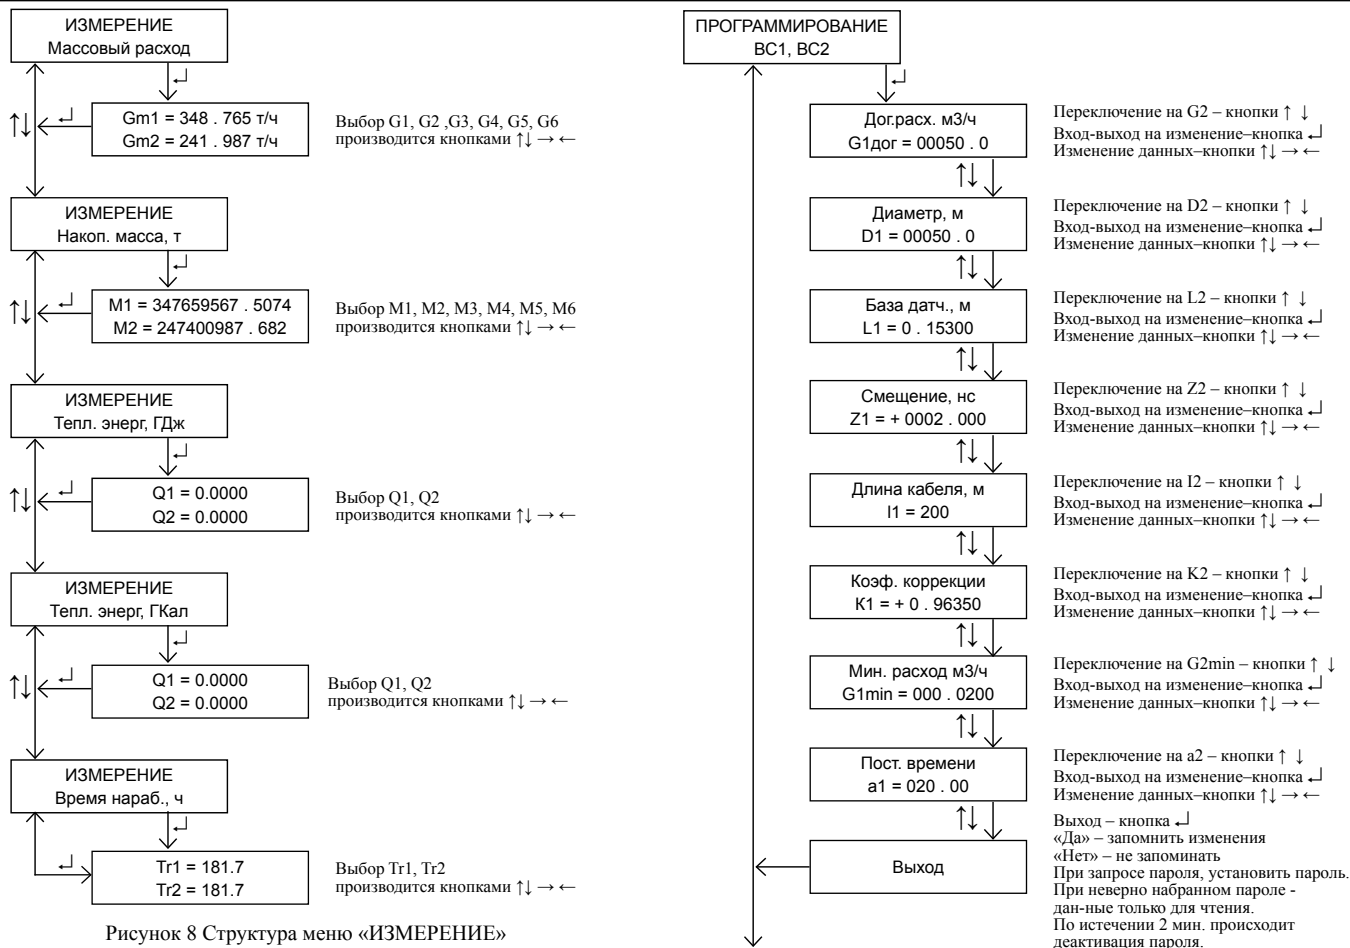 ИЗМЕРЕНИЕ
Массовый расход
Gm1 = 348 . 765 т/ч
Gm2 = 241 . 987 т/ч
Выбор G1, G2 ,G3, G4, G5, G6
производится кнопками ↑↓ → ←
ИЗМЕРЕНИЕ
Накоп. масса, т
M1 = 347659567 . 5074
M2 = 247400987 . 682
Выбор M1, M2, M3, M4, M5, M6
производится кнопками ↑↓ → ←
ИЗМЕРЕНИЕ
Тепл. энерг, ГДж
Q1 = 0.0000
Q2 = 0.0000
Выбор Q1, Q2
производится кнопками ↑↓ → ←
ИЗМЕРЕНИЕ
Тепл. энерг, ГКал
Q1 = 0.0000
Q2 = 0.0000
Выбор Q1, Q2
производится кнопками ↑↓ → ←
ИЗМЕРЕНИЕ
Время нараб., ч
Tr1 = 181.7
Tr2 = 181.7
Выбор Tr1, Tr2
производится кнопками ↑↓ → ←
Рисунок 8 Структура меню «ИЗМЕРЕНИЕ»
ПРОГРАММИРОВАНИЕ
ВС1, ВС2
Дог.расх. м3/ч
G1дог = 00050 . 0
Переключение на G2 – кнопки ↑ ↓
Вход-выход на изменение–кнопка ↵
Изменение данных–кнопки ↑↓ → ←
Диаметр, м
D1 = 00050 . 0
Переключение на D2 – кнопки ↑ ↓
Вход-выход на изменение–кнопка ↵
Изменение данных–кнопки ↑↓ → ←
База датч., м
L1 = 0 . 15300
Переключение на L2 – кнопки ↑ ↓
Вход-выход на изменение–кнопка ↵
Изменение данных–кнопки ↑↓ → ←
Смещение, нс
Z1 = + 0002 . 000
Переключение на Z2 – кнопки ↑ ↓
Вход-выход на изменение–кнопка ↵
Изменение данных–кнопки ↑↓ → ←
Длина кабеля, м
I1 = 200
Переключение на I2 – кнопки ↑ ↓
Вход-выход на изменение–кнопка ↵
Изменение данных–кнопки ↑↓ → ←
Коэф. коррекции
К1 = + 0 . 96350
Переключение на K2 – кнопки ↑ ↓
Вход-выход на изменение–кнопка ↵
Изменение данных–кнопки ↑↓ → ←
Мин. расход м3/ч
G1min = 000 . 0200
Переключение на G2min – кнопки ↑ ↓
Вход-выход на изменение–кнопка ↵
Изменение данных–кнопки ↑↓ → ←
Пост. времени
a1 = 020 . 00
Переключение на a2 – кнопки ↑ ↓
Вход-выход на изменение–кнопка ↵
Изменение данных–кнопки ↑↓ → ←
Выход
Выход – кнопка ↵
«Да» – запомнить изменения
«Нет» – не запоминать
При запросе пароля, установить пароль.
При неверно набранном пароле -
дан-ные только для чтения.
По истечении 2 мин. происходит
деактивация пароля.